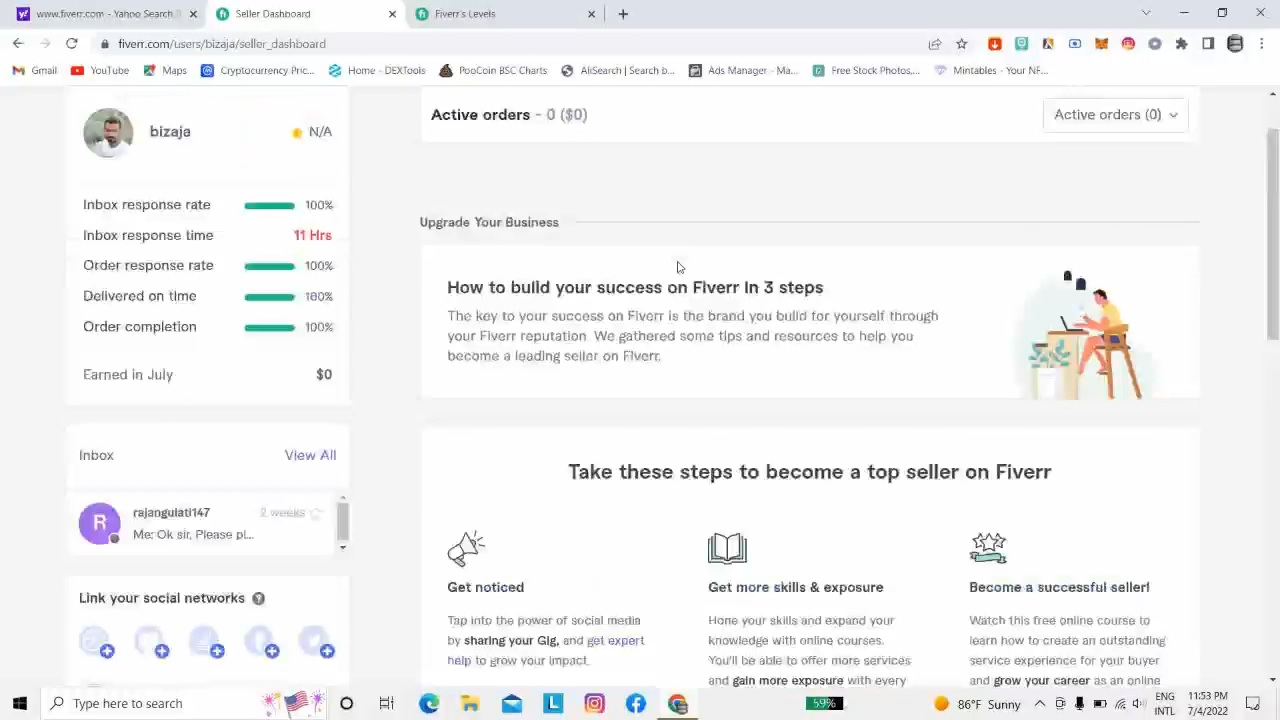 www.fiverr.com - Yahoo Search
Seller Dashboard
Fiverr's Levels
fiverr.com/users/bizaja/seller_dashboard
Gmail
YouTube
Maps
Cryptocurrency Pric...
Home - DEXTools
PooCoin BSC Charts
AliSearch | Search b...
Ads Manager - Ma...
Free Stock Photos,...
Mintables - Your NF...
bizaja
N/A
Inbox response rate 100%
Inbox response time 11 Hrs
Order response rate 100%
Delivered on time 100%
Order completion 100%
Earned in July $0
Inbox View All
R
rajangulati147 2 weeks
Me: Ok sir, Please pl...
Link your social networks ?
Active orders - 0 ($0)
Active orders (0)
Upgrade Your Business
How to build your success on Fiverr in 3 steps
The key to your success on Fiverr is the brand you build for yourself through
your Fiverr reputation. We gathered some tips and resources to help you
become a leading seller on Fiverr.
Take these steps to become a top seller on Fiverr
Get noticed
Tap into the power of social media
by sharing your Gig, and get expert
help to grow your impact.
Get more skills & exposure
Hone your skills and expand your
knowledge with online courses.
You'll be able to offer more services
and gain more exposure with every
Become a successful seller!
Watch this free online course to
learn how to create an outstanding
service experience for your buyer
and grow your career as an online
Type here to search
59%
86°F Sunny
ENG
INTL
11:53 PM
7/4/2022